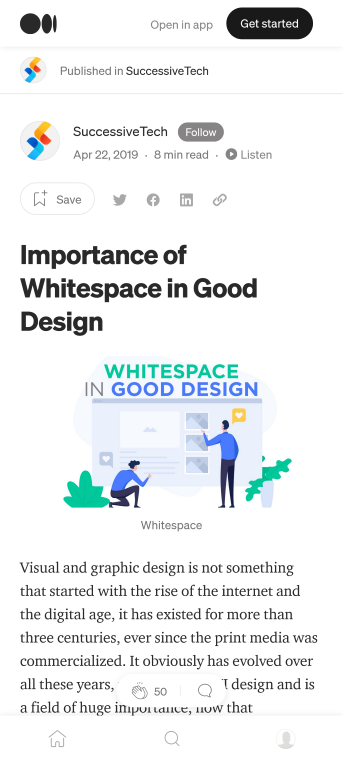 Open in app
Get started
Published in SuccessiveTech
SuccessiveTech
Follow
Apr 22, 2019 · 8 min read · Listen
Save
Importance of
Whitespace in Good
Design
WHITESPACE
IN GOOD DESIGN
Whitespace
Visual and graphic design is not something
that started with the rise of the internet and
the digital age, it has existed for more than
three centuries, ever since the print media was
commercialized. It obviously has evolved over
all these years, design and is
50
a field of huge importance, now that